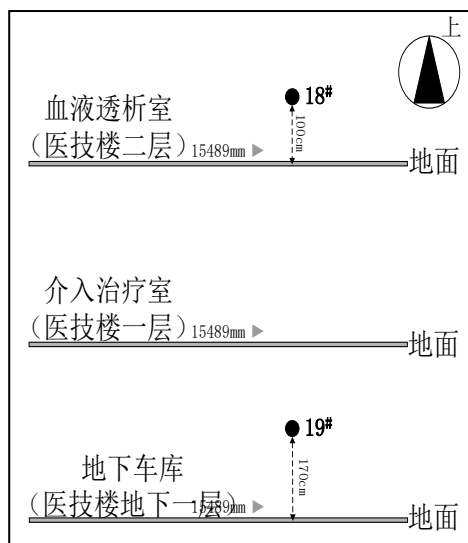 上
18#
血液透析室
100cm
(医技楼二层) 15489mm
地面
介入治疗室
(医技楼一层) 15489mm
地面
19#
170cm
地下车库
(医技楼地下一层) 15489mm
地面